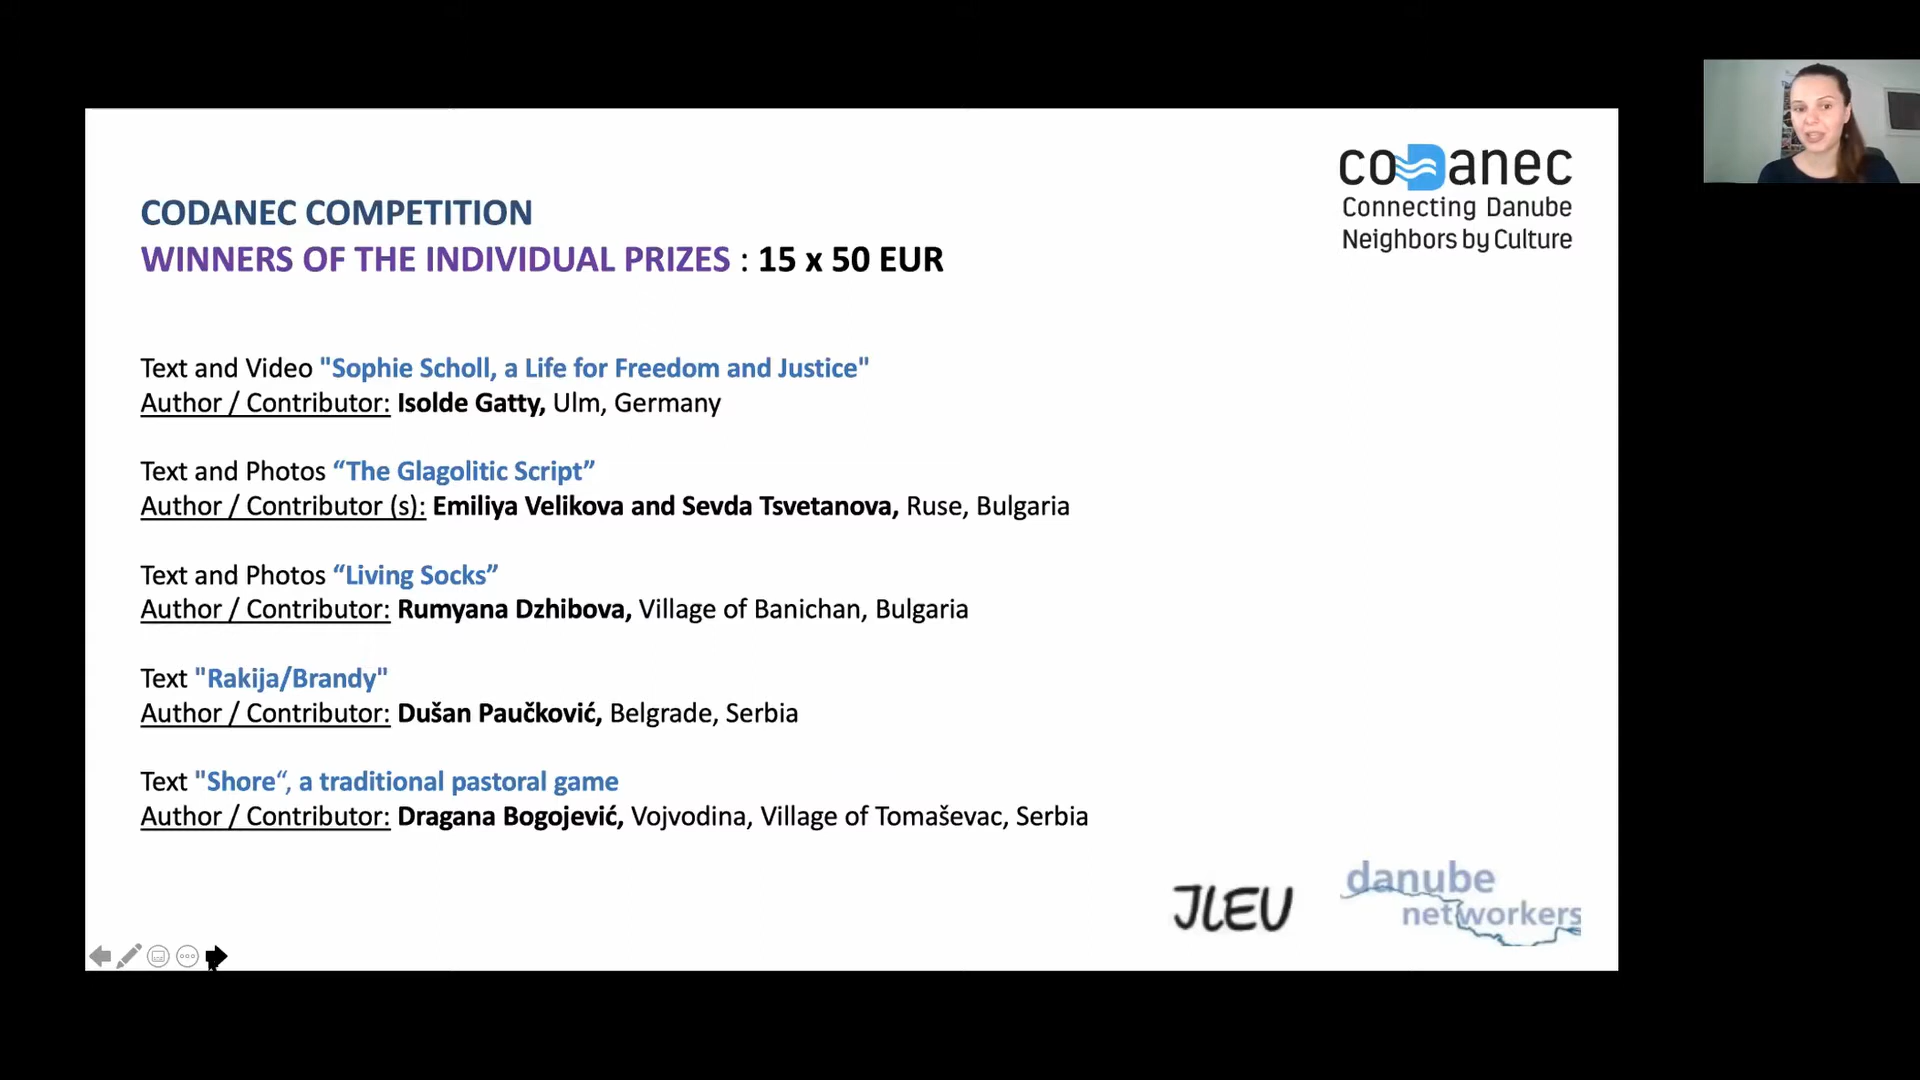 coDanec
Connecting Danube
Neighbors by Culture
CODANEC COMPETITION
WINNERS OF THE INDIVIDUAL PRIZES : 15 x 50 EUR
Text and Video "Sophie Scholl, a Life for Freedom and Justice"
Author / Contributor: Isolde Gatty, Ulm, Germany
Text and Photos “The Glagolitic Script”
Author / Contributor (s): Emiliya Velikova and Sevda Tsvetanova, Ruse, Bulgaria
Text and Photos “Living Socks”
Author / Contributor: Rumyana Dzhibova, Village of Banichan, Bulgaria
Text "Rakija/Brandy"
Author / Contributor: Dušan Paučković, Belgrade, Serbia
Text "Shore“, a traditional pastoral game
Author / Contributor: Dragana Bogojević, Vojvodina, Village of Tomaševac, Serbia
JLEU
danube
networkers